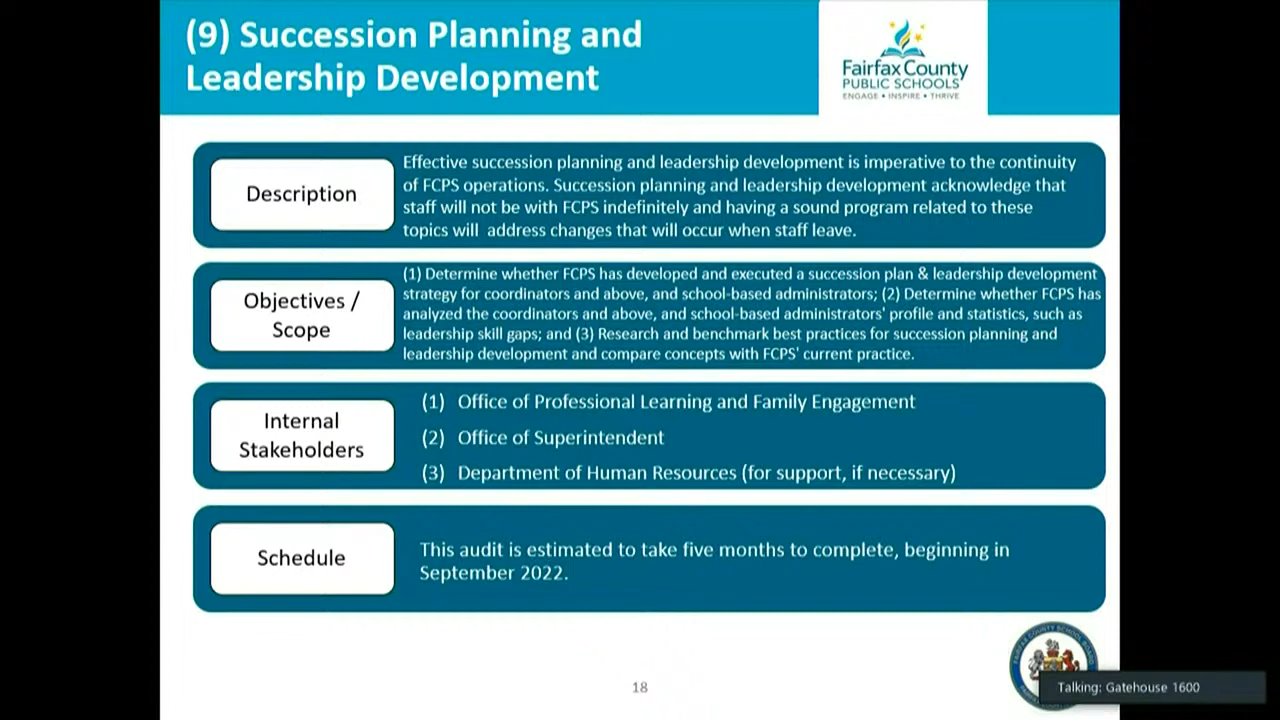 (9) Succession Planning and
Leadership Development
Fairfax County
PUBLIC SCHOOLS
ENGAGE • INSPIRE • THRIVE
Description
Effective succession planning and leadership development is imperative to the continuity
of FCPS operations. Succession planning and leadership development acknowledge that
staff will not be with FCPS indefinitely and having a sound program related to these
topics will address changes that will occur when staff leave.
Objectives /
Scope
(1) Determine whether FCPS has developed and executed a succession plan & leadership development
strategy for coordinators and above, and school-based administrators; (2) Determine whether FCPS has
analyzed the coordinators and above, and school-based administrators' profile and statistics, such as
leadership skill gaps; and (3) Research and benchmark best practices for succession planning and
leadership development and compare concepts with FCPS' current practice.
Internal
Stakeholders
(1) Office of Professional Learning and Family Engagement
(2) Office of Superintendent
(3) Department of Human Resources (for support, if necessary)
Schedule
This audit is estimated to take five months to complete, beginning in
September 2022.
18
FAIRFAX COUNTY SCHOOL BOARD
Talking: Gatehouse 1600